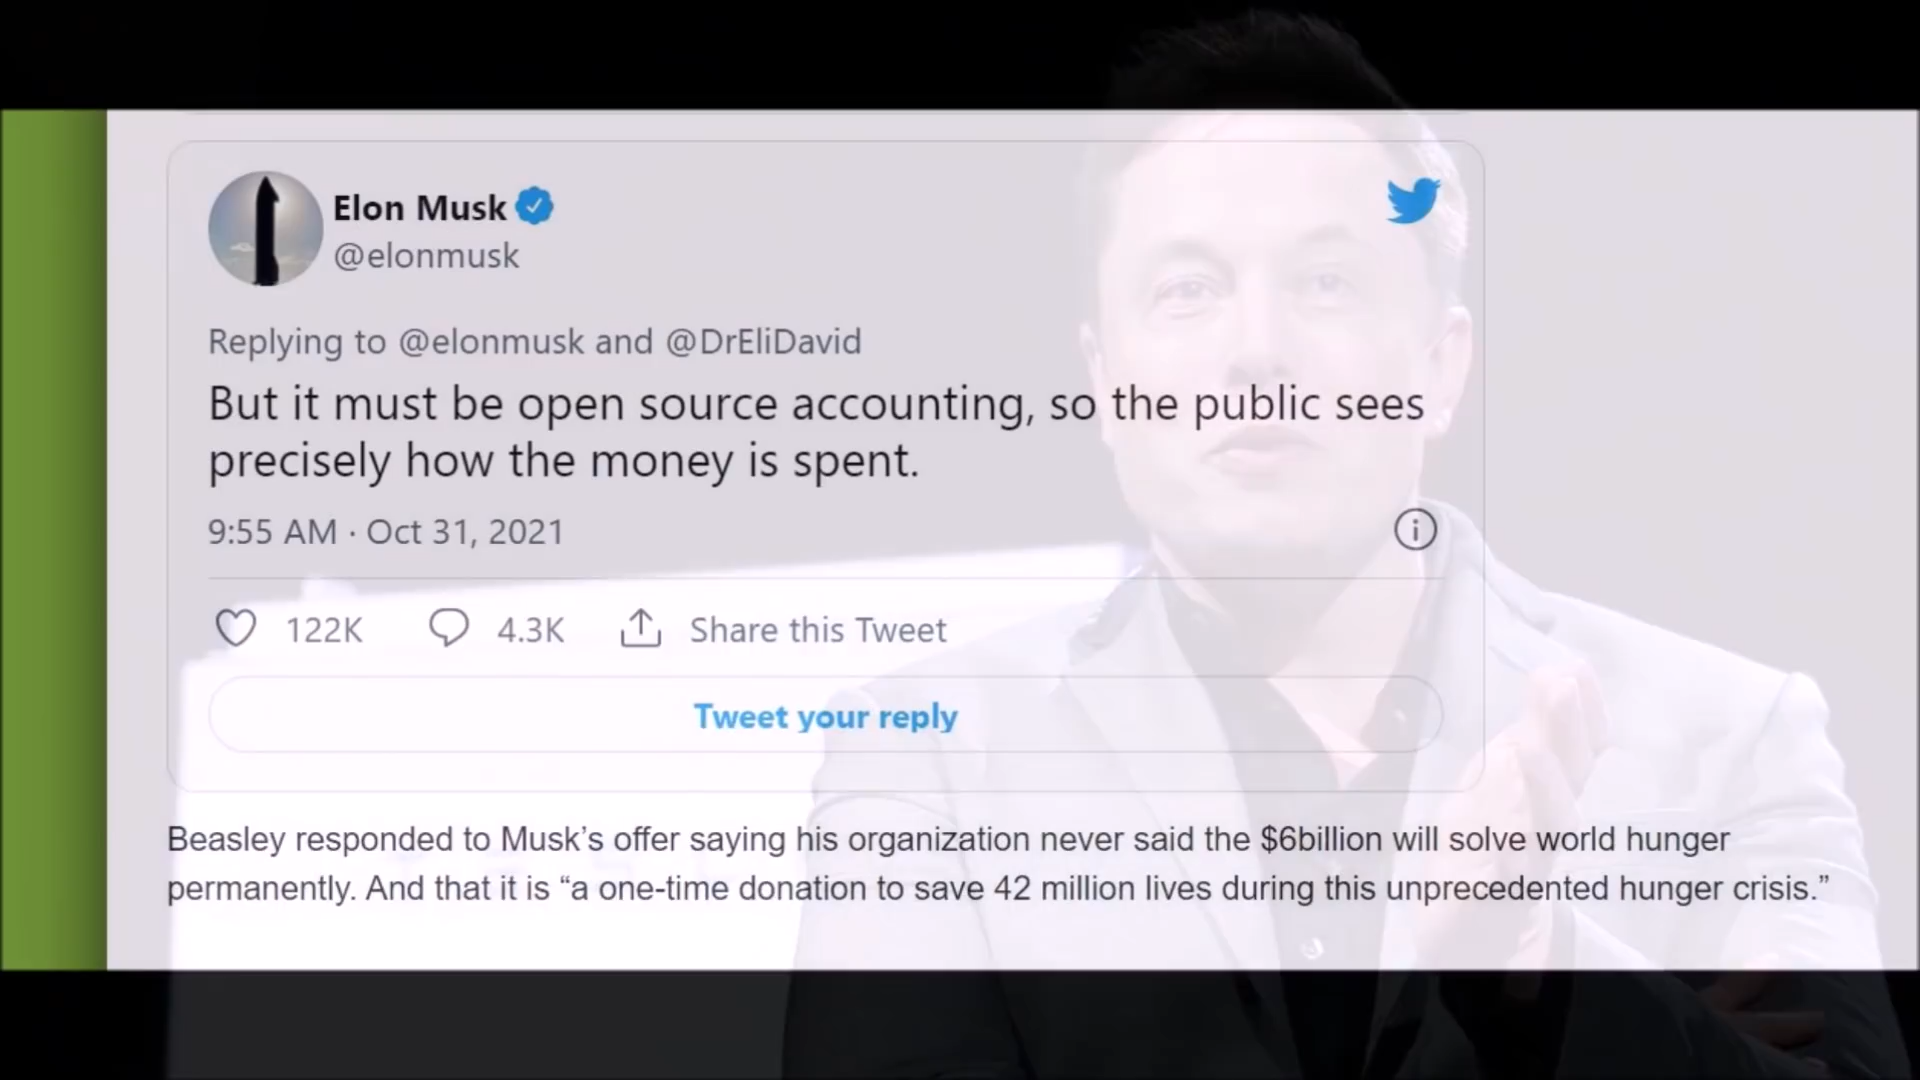 Elon Musk
@elonmusk
Replying to @elonmusk and @DrEliDavid
But it must be open source accounting, so the public sees
precisely how the money is spent.
9:55 AM · Oct 31, 2021
122K 4.3K Share this Tweet
Tweet your reply
Beasley responded to Musk’s offer saying his organization never said the $6billion will solve world hunger
permanently. And that it is “a one-time donation to save 42 million lives during this unprecedented hunger crisis.”